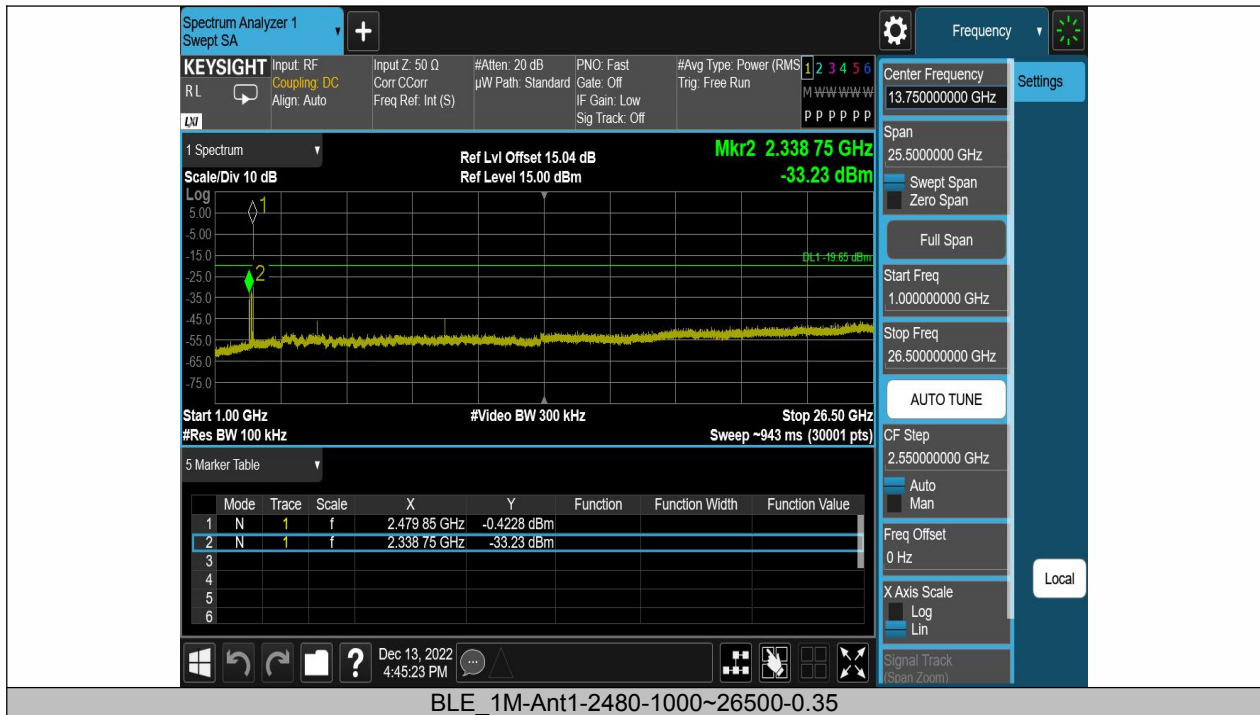 Spectrum Analyzer 1
Swept SA
Frequency
KEYSIGHT
RL
LXI
Input: RF
Coupling: DC
Align: Auto
Input Z: 50 Ω
Corr CCorr
Freq Ref: Int (S)
#Atten: 20 dB
µW Path: Standard
PNO: Fast
Gate: Off
IF Gain: Low
Sig Track: Off
#Avg Type: Power (RMS
Trig: Free Run
1 2 3 4 5 6
M W W W W W
P P P P P P
Center Frequency
13.750000000 GHz
Settings
Span
25.5000000 GHz
Swept Span
Zero Span
Full Span
Start Freq
1.000000000 GHz
Stop Freq
26.500000000 GHz
AUTO TUNE
CF Step
2.550000000 GHz
Auto
Man
Freq Offset
0 Hz
X Axis Scale
Log
Lin
Signal Track
(Span Zoom)
Local
1 Spectrum
Scale/Div 10 dB
Ref Lvl Offset 15.04 dB
Ref Level 15.00 dBm
Mkr2 2.338 75 GHz
-33.23 dBm
Log
5.00
-5.00
-15.0
-25.0
-35.0
-45.0
-55.0
-65.0
-75.0
1
2
DL1 -19.65 dBm
Start 1.00 GHz
#Video BW 300 kHz
Stop 26.50 GHz
#Res BW 100 kHz
Sweep ~943 ms (30001 pts)
5 Marker Table
Mode Trace Scale X Y Function Function Width Function Value
1 N 1 f 2.479 85 GHz -0.4228 dBm
2 N 1 f 2.338 75 GHz -33.23 dBm
3
4
5
6
?
Dec 13, 2022
4:45:23 PM
BLE_1M-Ant1-2480-1000~26500-0.35